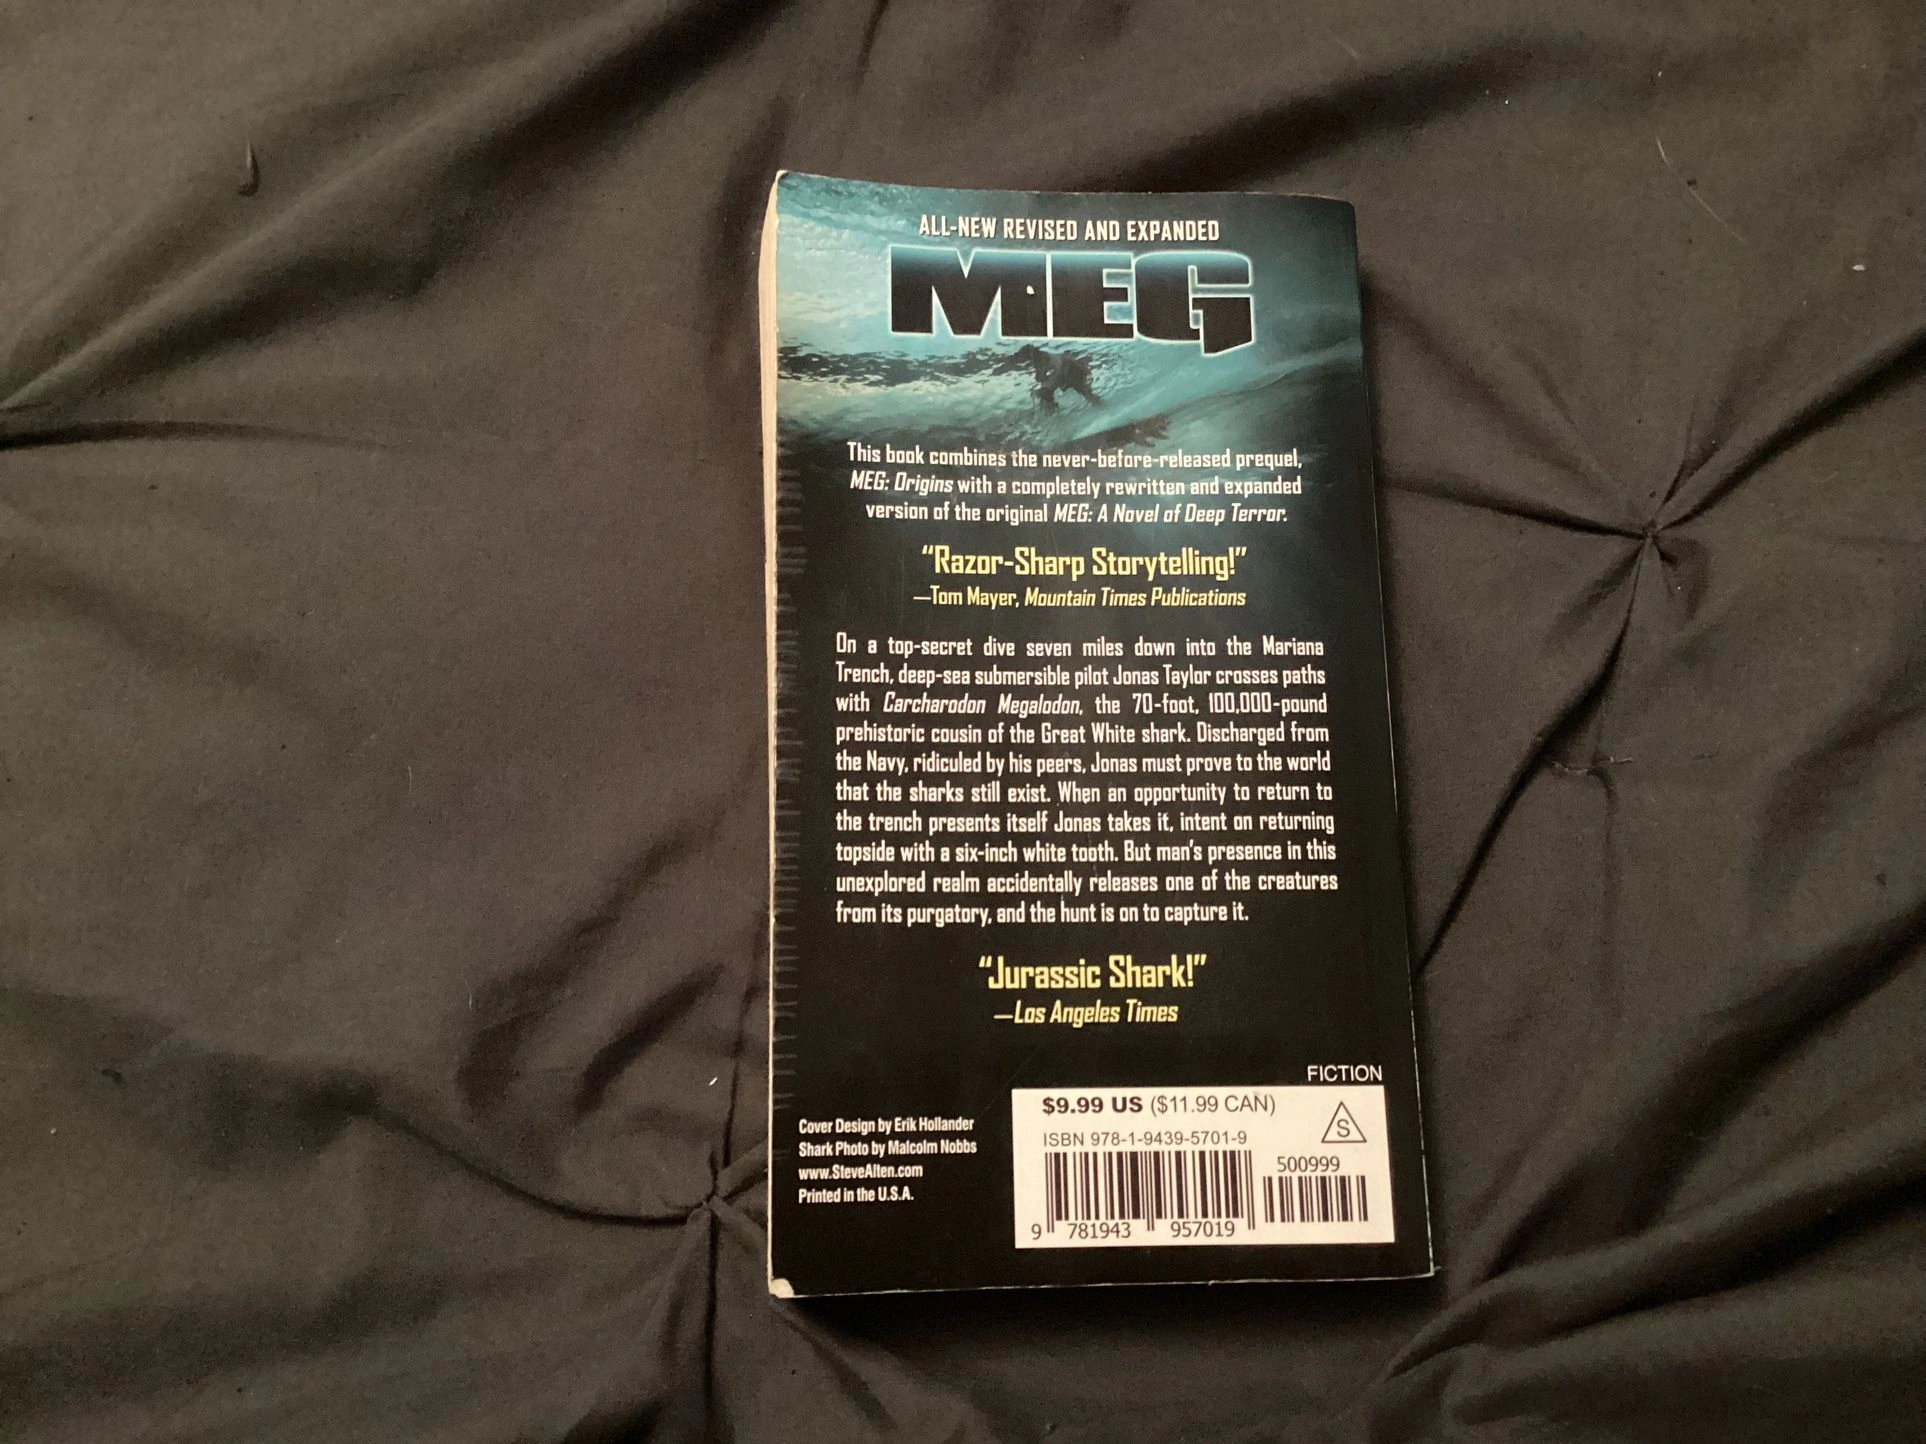 ALL-NEW REVISED AND EXPANDED
MEG
This book combines the never-before-released prequel,
MEG: Origins with a completely rewritten and expanded
version of the original MEG: A Novel of Deep Terror.
“Razor-Sharp Storytelling!”
—Tom Mayer, Mountain Times Publications
On a top-secret dive seven miles down into the Mariana
Trench, deep-sea submersible pilot Jonas Taylor crosses paths
with Carcharodon Megalodon, the 70-foot, 100,000-pound
prehistoric cousin of the Great White shark. Discharged from
the Navy, ridiculed by his peers, Jonas must prove to the world
that the sharks still exist. When an opportunity to return to
the trench presents itself Jonas takes it, intent on returning
topside with a six-inch white tooth. But man's presence in this
unexplored realm accidentally releases one of the creatures
from its purgatory, and the hunt is on to capture it.
“Jurassic Shark!”
—Los Angeles Times
FICTION
Cover Design by Erik Hollander
Shark Photo by Malcolm Nobbs
www.SteveAlten.com
Printed in the U.S.A.
$9.99 US ($11.99 CAN)
S
ISBN 978-1-9439-5701-9
500999
9 781943 957019